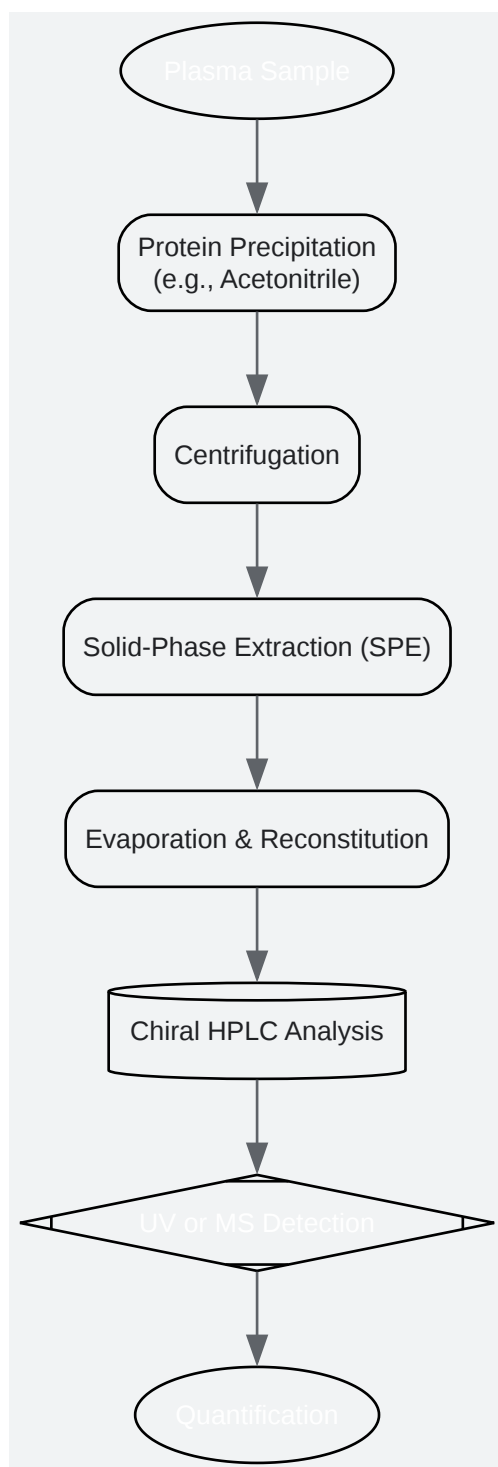 Plasma Sample
Protein Precipitation
(e.g., Acetonitrile)
Centrifugation
Solid-Phase Extraction (SPE)
Evaporation & Reconstitution
Chiral HPLC Analysis
UV or MS Detection
Quantification